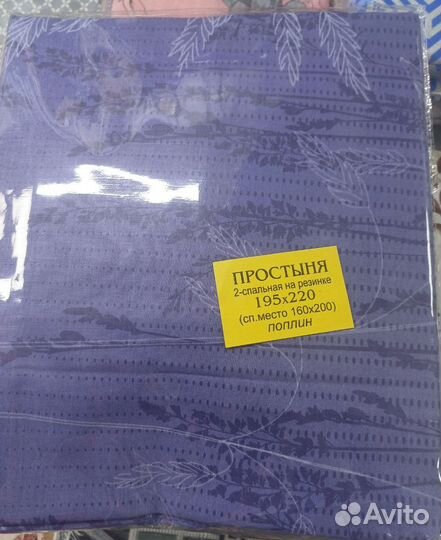 ПРОСТЫНЯ
2-спальная на резинке
195х220
(сп.место 160х200)
ПОПЛИН
Avito